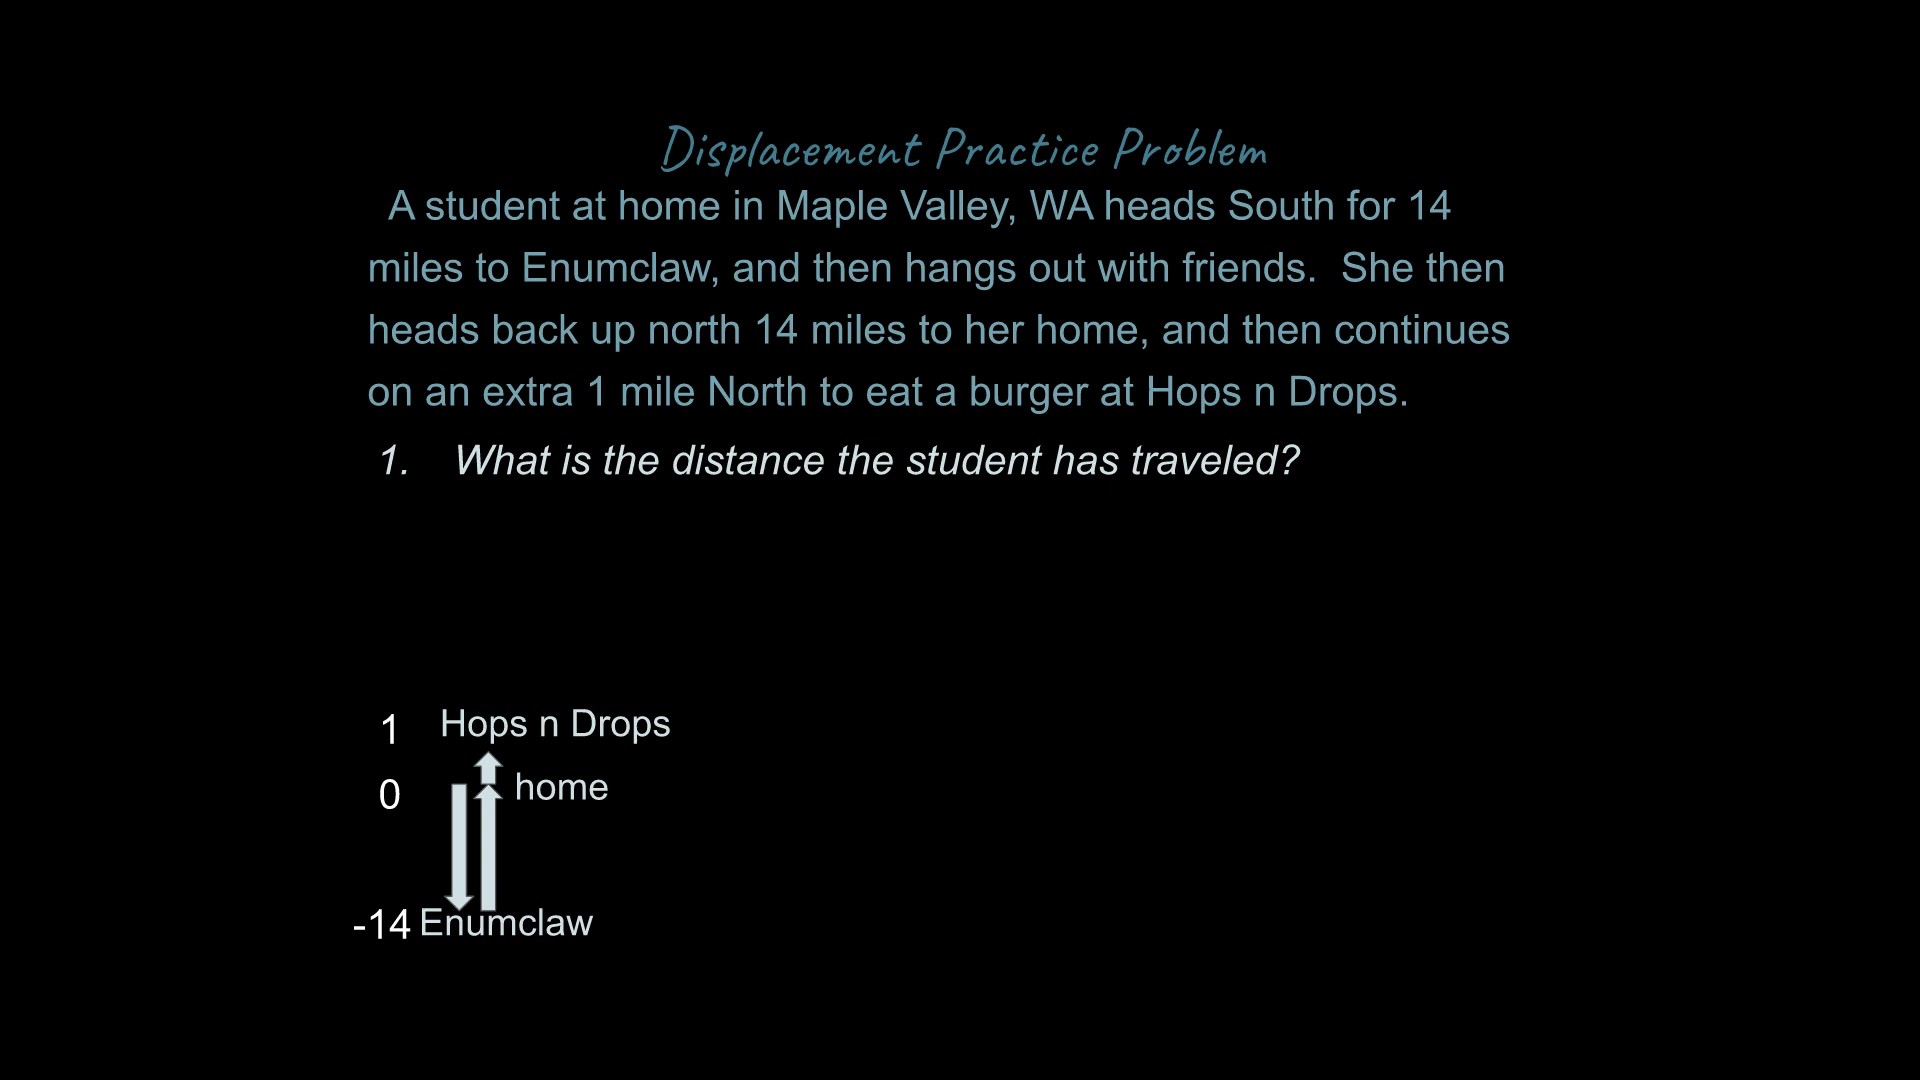 Displacement Practice Problem
A student at home in Maple Valley, WA heads South for 14
miles to Enumclaw, and then hangs out with friends.  She then
heads back up north 14 miles to her home, and then continues
on an extra 1 mile North to eat a burger at Hops n Drops.
1. What is the distance the student has traveled?
1 Hops n Drops
0 home
-14 Enumclaw